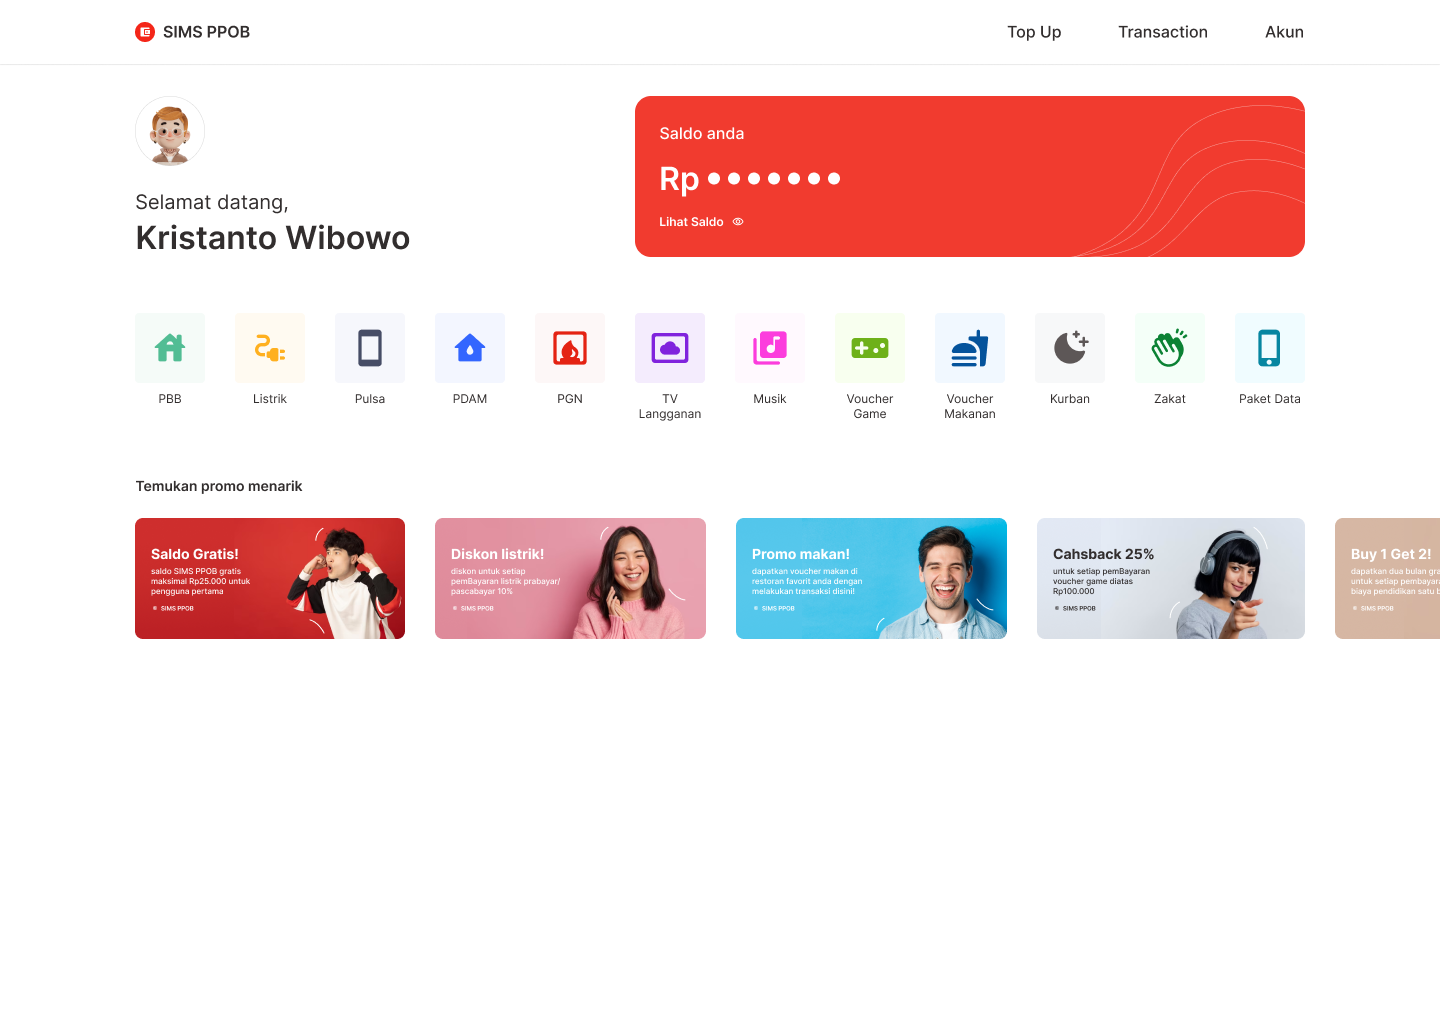 SIMS PPOB
Top Up
Transaction
Akun
Selamat datang,
Kristanto Wibowo
Saldo anda
Rp ●●●●●●●
Lihat Saldo
PBB
Listrik
Pulsa
PDAM
PGN
TV
Langganan
Musik
Voucher
Game
Voucher
Makanan
Kurban
Zakat
Paket Data
Temukan promo menarik
Saldo Gratis!
saldo SIMS PPOB gratis
maksimal Rp25.000 untuk
pengguna pertama
SIMS PPOB
Diskon listrik!
diskon untuk setiap
pemBayaran listrik prabayar/
pascabayar 10%
SIMS PPOB
Promo makan!
dapatkan voucher makan di
restoran favorit anda dengan
melakukan transaksi disini!
SIMS PPOB
Cahsback 25%
untuk setiap pemBayaran
voucher game diatas
Rp100.000
SIMS PPOB
Buy 1 Get 2!
dapatkan dua bulan
untuk setiap
biaya pendidikan satu
SIMS PPOB